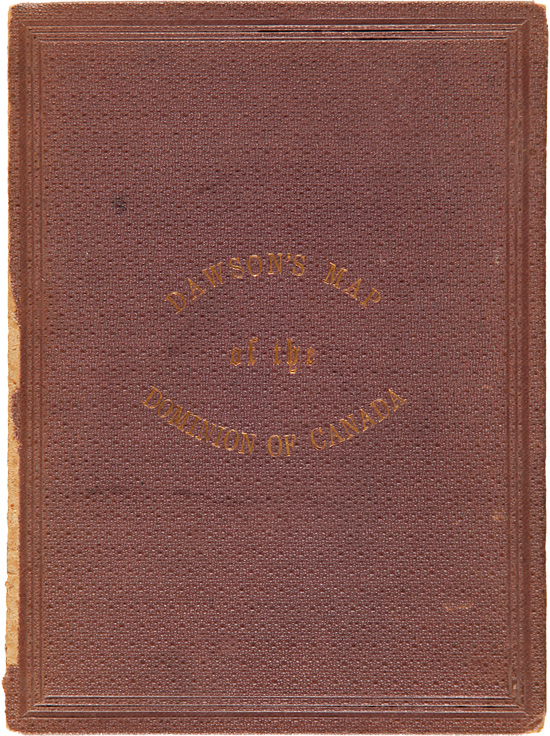 DAWSON'S MAP
of the
DOMINION OF CANADA